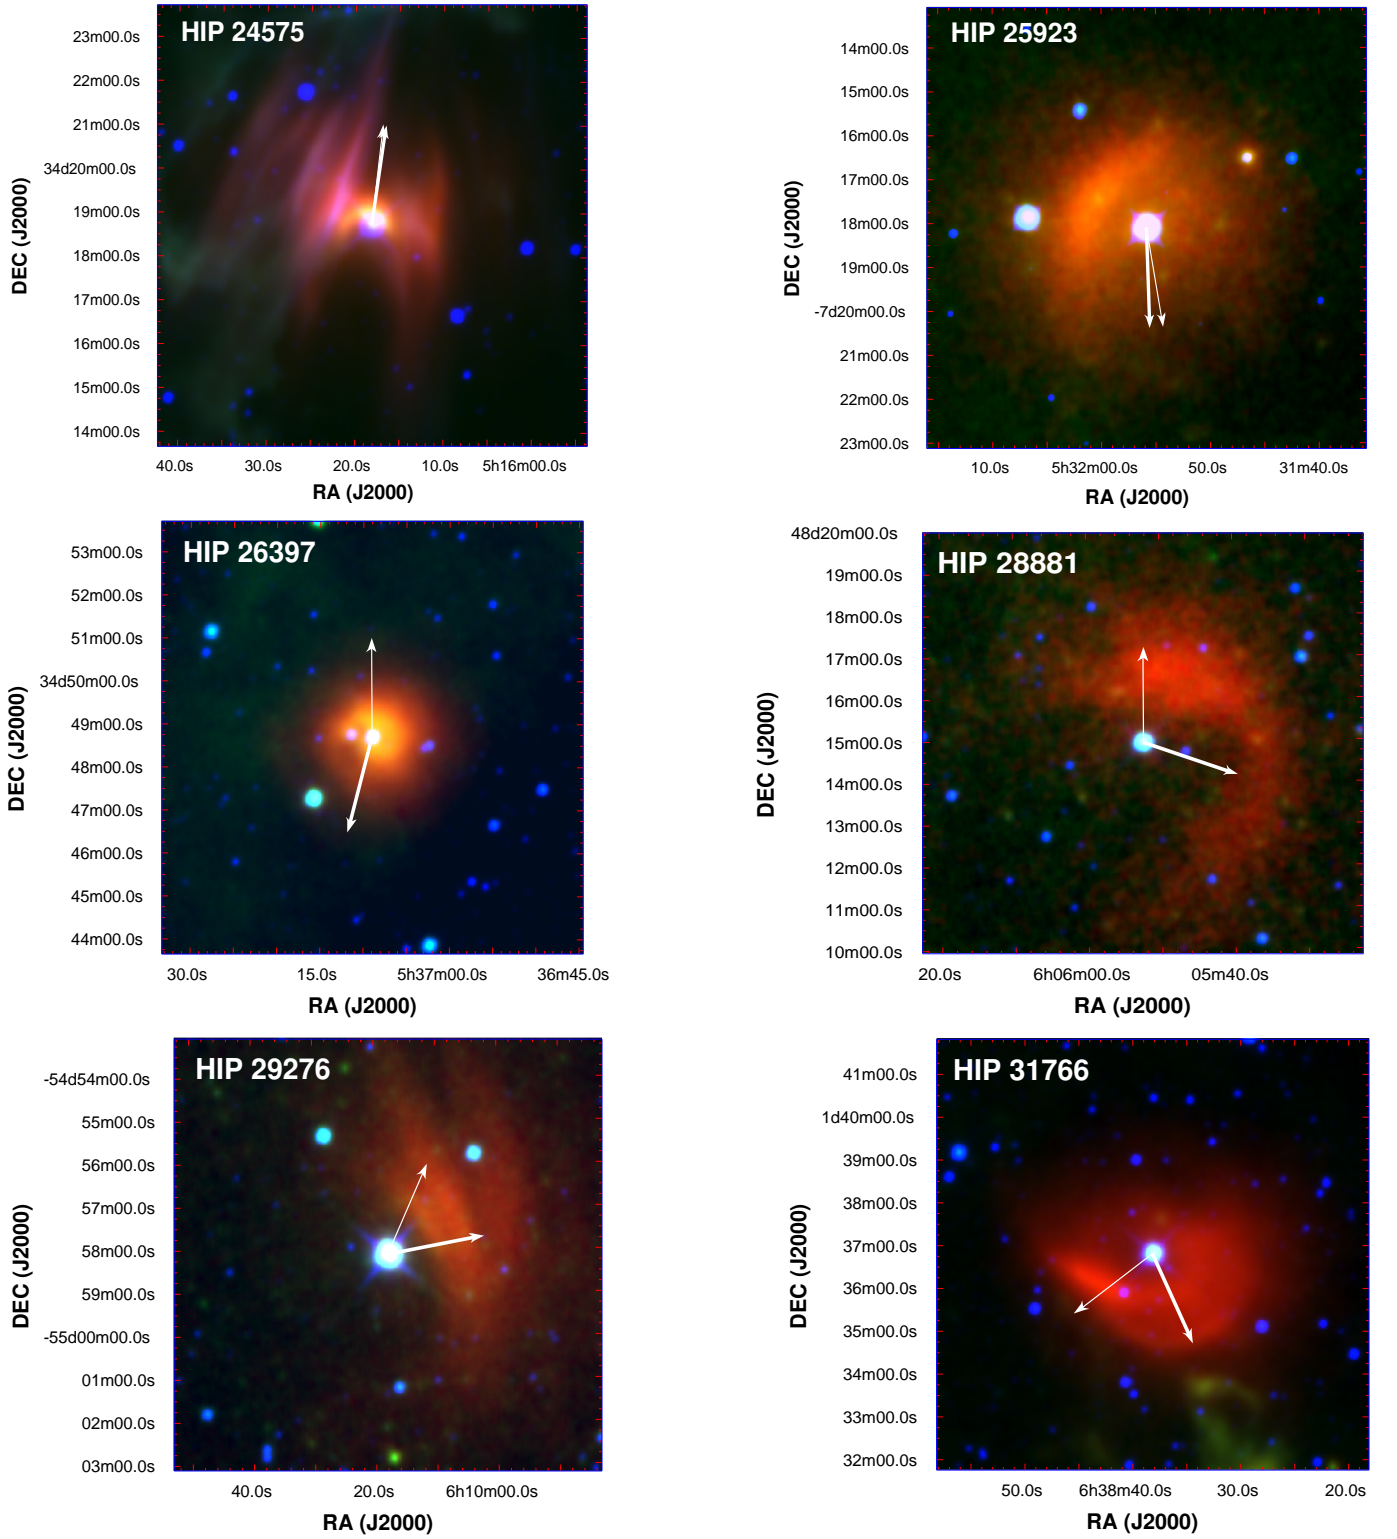 HIP 24575
23m00.0s
22m00.0s
21m00.0s
34d20m00.0s
19m00.0s
18m00.0s
17m00.0s
16m00.0s
15m00.0s
14m00.0s
DEC (J2000)
40.0s 30.0s 20.0s 10.0s 5h16m00.0s
RA (J2000)
HIP 25923
14m00.0s
15m00.0s
16m00.0s
17m00.0s
18m00.0s
19m00.0s
-7d20m00.0s
21m00.0s
22m00.0s
23m00.0s
DEC (J2000)
10.0s 5h32m00.0s 50.0s 31m40.0s
RA (J2000)
HIP 26397
53m00.0s
52m00.0s
51m00.0s
34d50m00.0s
49m00.0s
48m00.0s
47m00.0s
46m00.0s
45m00.0s
44m00.0s
DEC (J2000)
30.0s 15.0s 5h37m00.0s 36m45.0s
RA (J2000)
HIP 28881
48d20m00.0s
19m00.0s
18m00.0s
17m00.0s
16m00.0s
15m00.0s
14m00.0s
13m00.0s
12m00.0s
11m00.0s
10m00.0s
DEC (J2000)
20.0s 6h06m00.0s 05m40.0s
RA (J2000)
HIP 29276
-54d54m00.0s
55m00.0s
56m00.0s
57m00.0s
58m00.0s
59m00.0s
-55d00m00.0s
01m00.0s
02m00.0s
03m00.0s
DEC (J2000)
40.0s 20.0s 6h10m00.0s
RA (J2000)
HIP 31766
41m00.0s
1d40m00.0s
39m00.0s
38m00.0s
37m00.0s
36m00.0s
35m00.0s
34m00.0s
33m00.0s
32m00.0s
DEC (J2000)
50.0s 6h38m40.0s 30.0s 20.0s
RA (J2000)